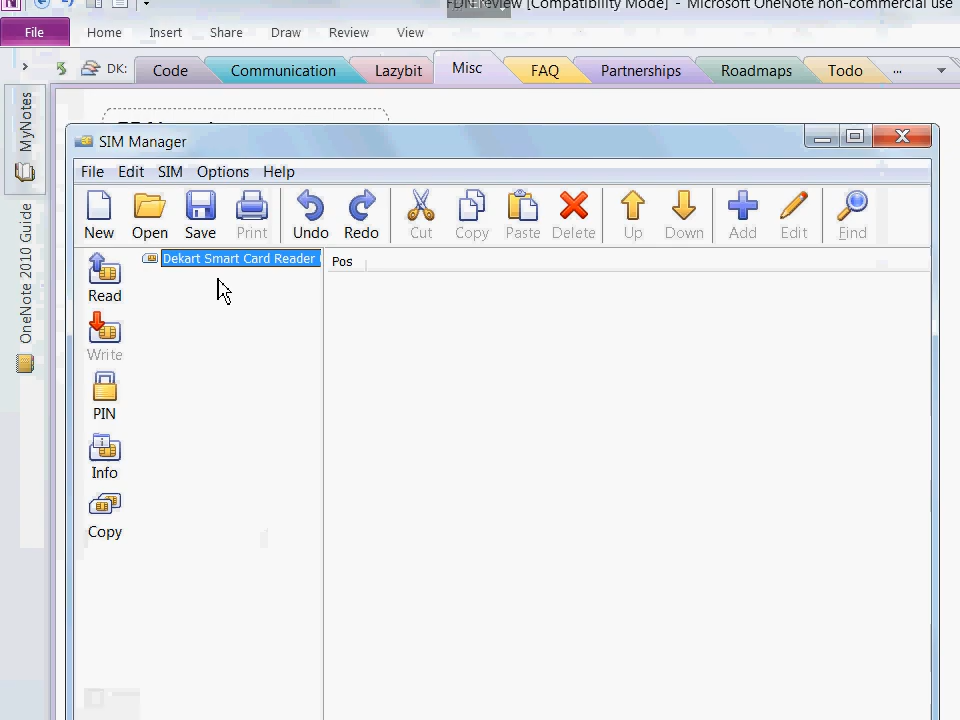 [Compatibility Mode] - Microsoft OneNote non-commercial use
File Home Insert Share Draw Review View
DK: Code Communication Lazybit Misc FAQ Partnerships Roadmaps Todo ...
MyNotes
OneNote 2010 Guide
SIM Manager
File Edit SIM Options Help
New Open Save Print Undo Redo Cut Copy Paste Delete Up Down Add Edit Find
Dekart Smart Card Reader
Pos
Read
Write
PIN
Info
Copy